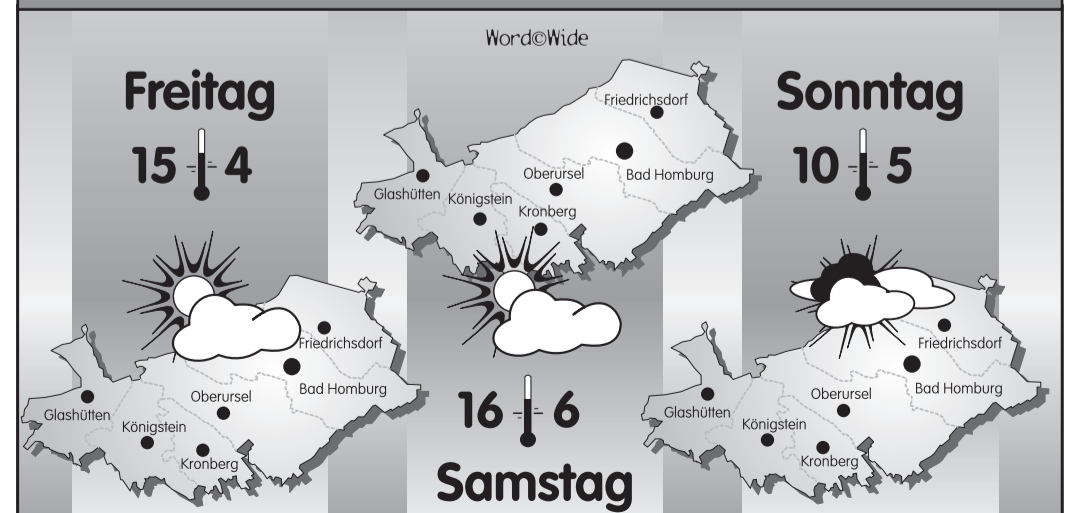 Word©Wide
Freitag
15 4
Friedrichsdorf
Bad Homburg
Oberursel
Glashütten
Königstein
Kronberg
Friedrichsdorf
Bad Homburg
Oberursel
Glashütten
Königstein
Kronberg
16 6
Samstag
Sonntag
10 5
Friedrichsdorf
Bad Homburg
Oberursel
Glashütten
Königstein
Kronberg